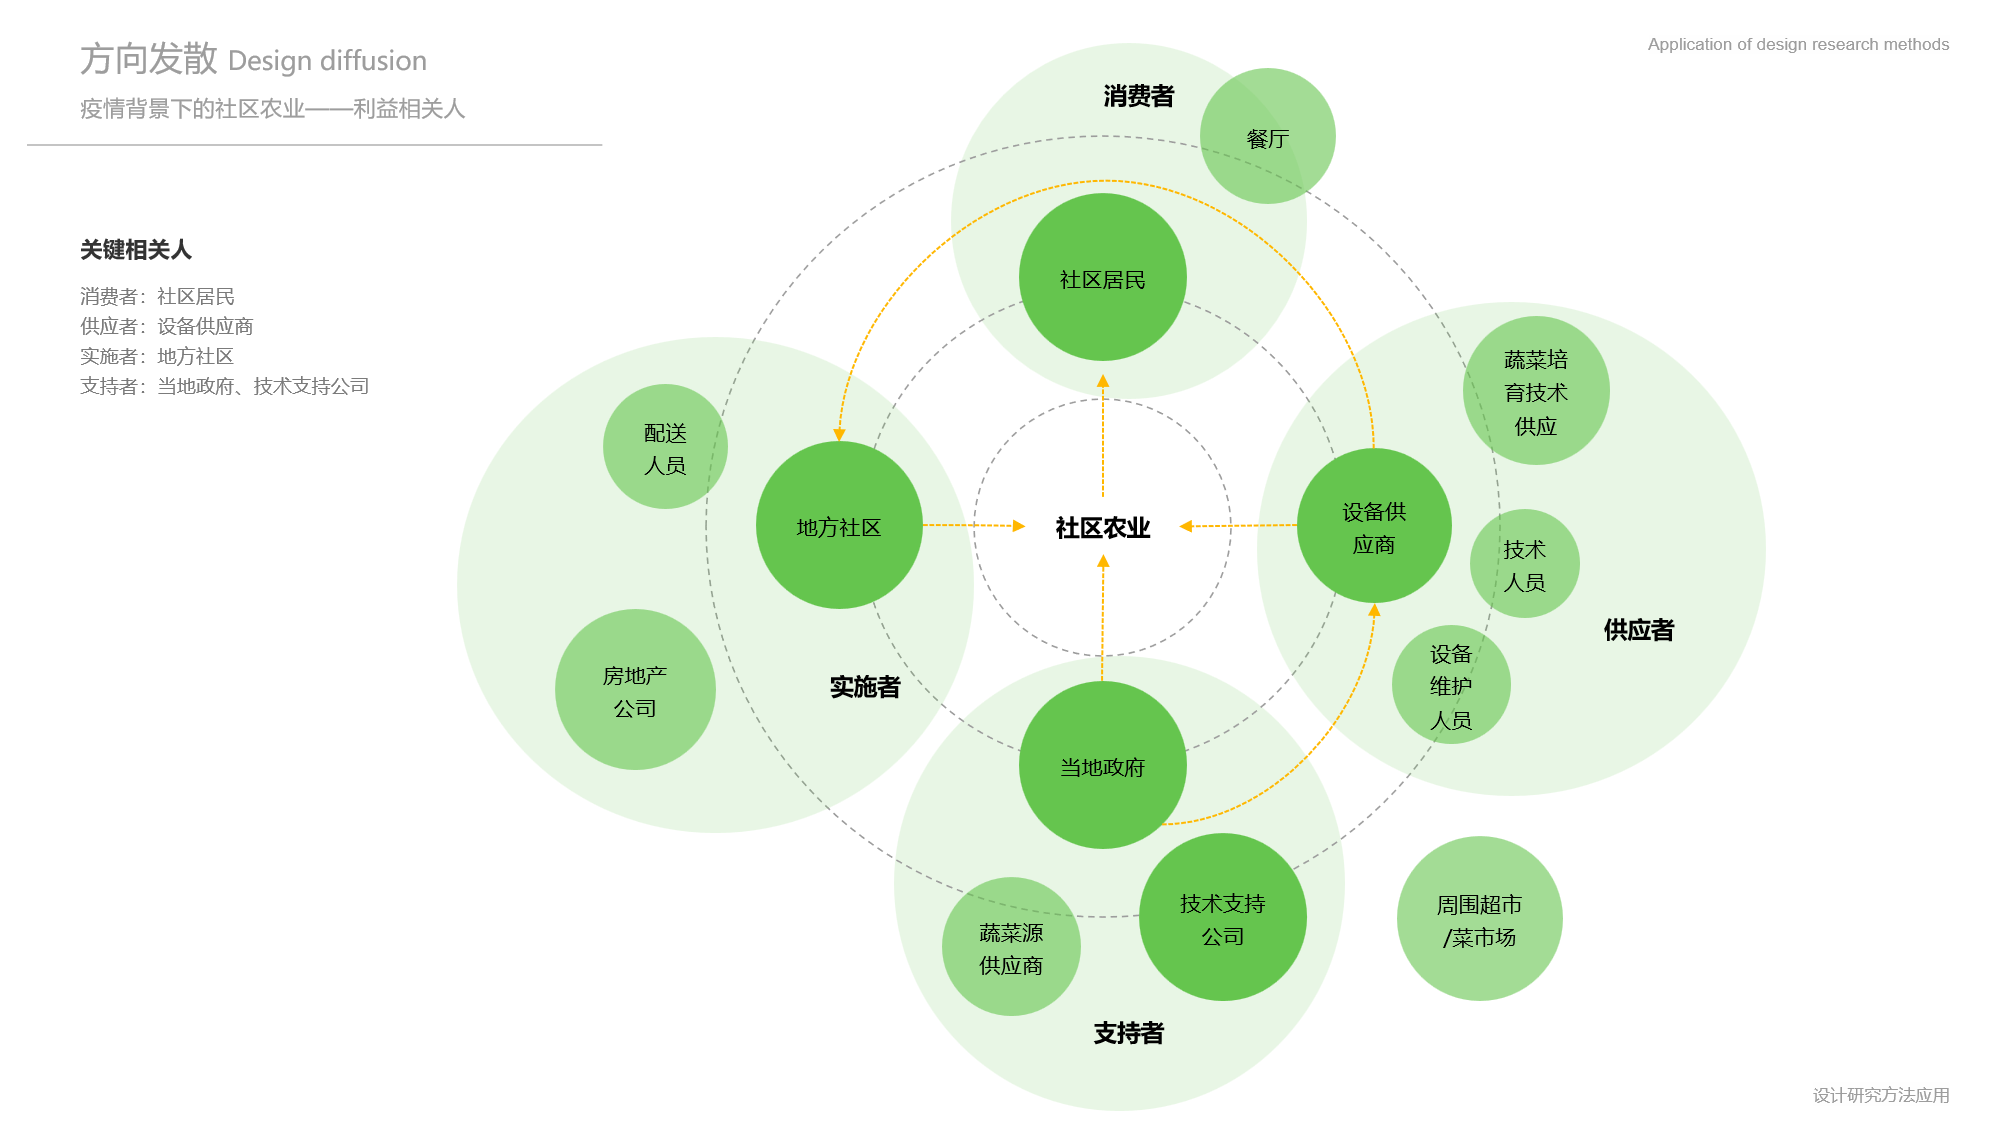 方向发散 Design diffusion
疫情背景下的社区农业——利益相关人
Application of design research methods
关键相关人
消费者：社区居民
供应者：设备供应商
实施者：地方社区
支持者：当地政府、技术支持公司
消费者
餐厅
社区居民
蔬菜培
育技术
供应
配送
人员
地方社区
社区农业
设备供
应商
技术
人员
供应者
设备
维护
人员
房地产
公司
实施者
当地政府
技术支持
公司
蔬菜源
供应商
周围超市
/菜市场
支持者
设计研究方法应用